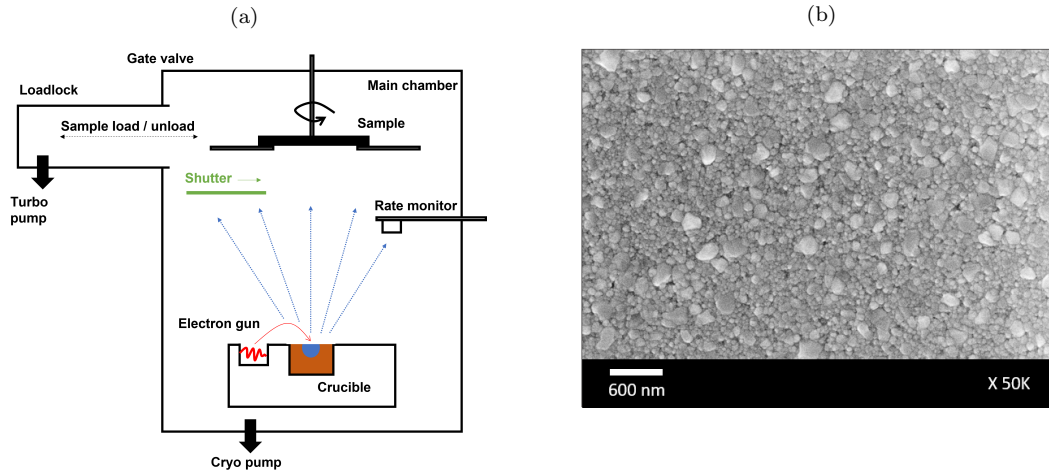 (a)
Gate valve
Loadlock
Main chamber
Sample load / unload
Sample
Shutter
Turbo
pump
Rate monitor
Electron gun
Crucible
Cryo pump
(b)
600 nm
X 50K